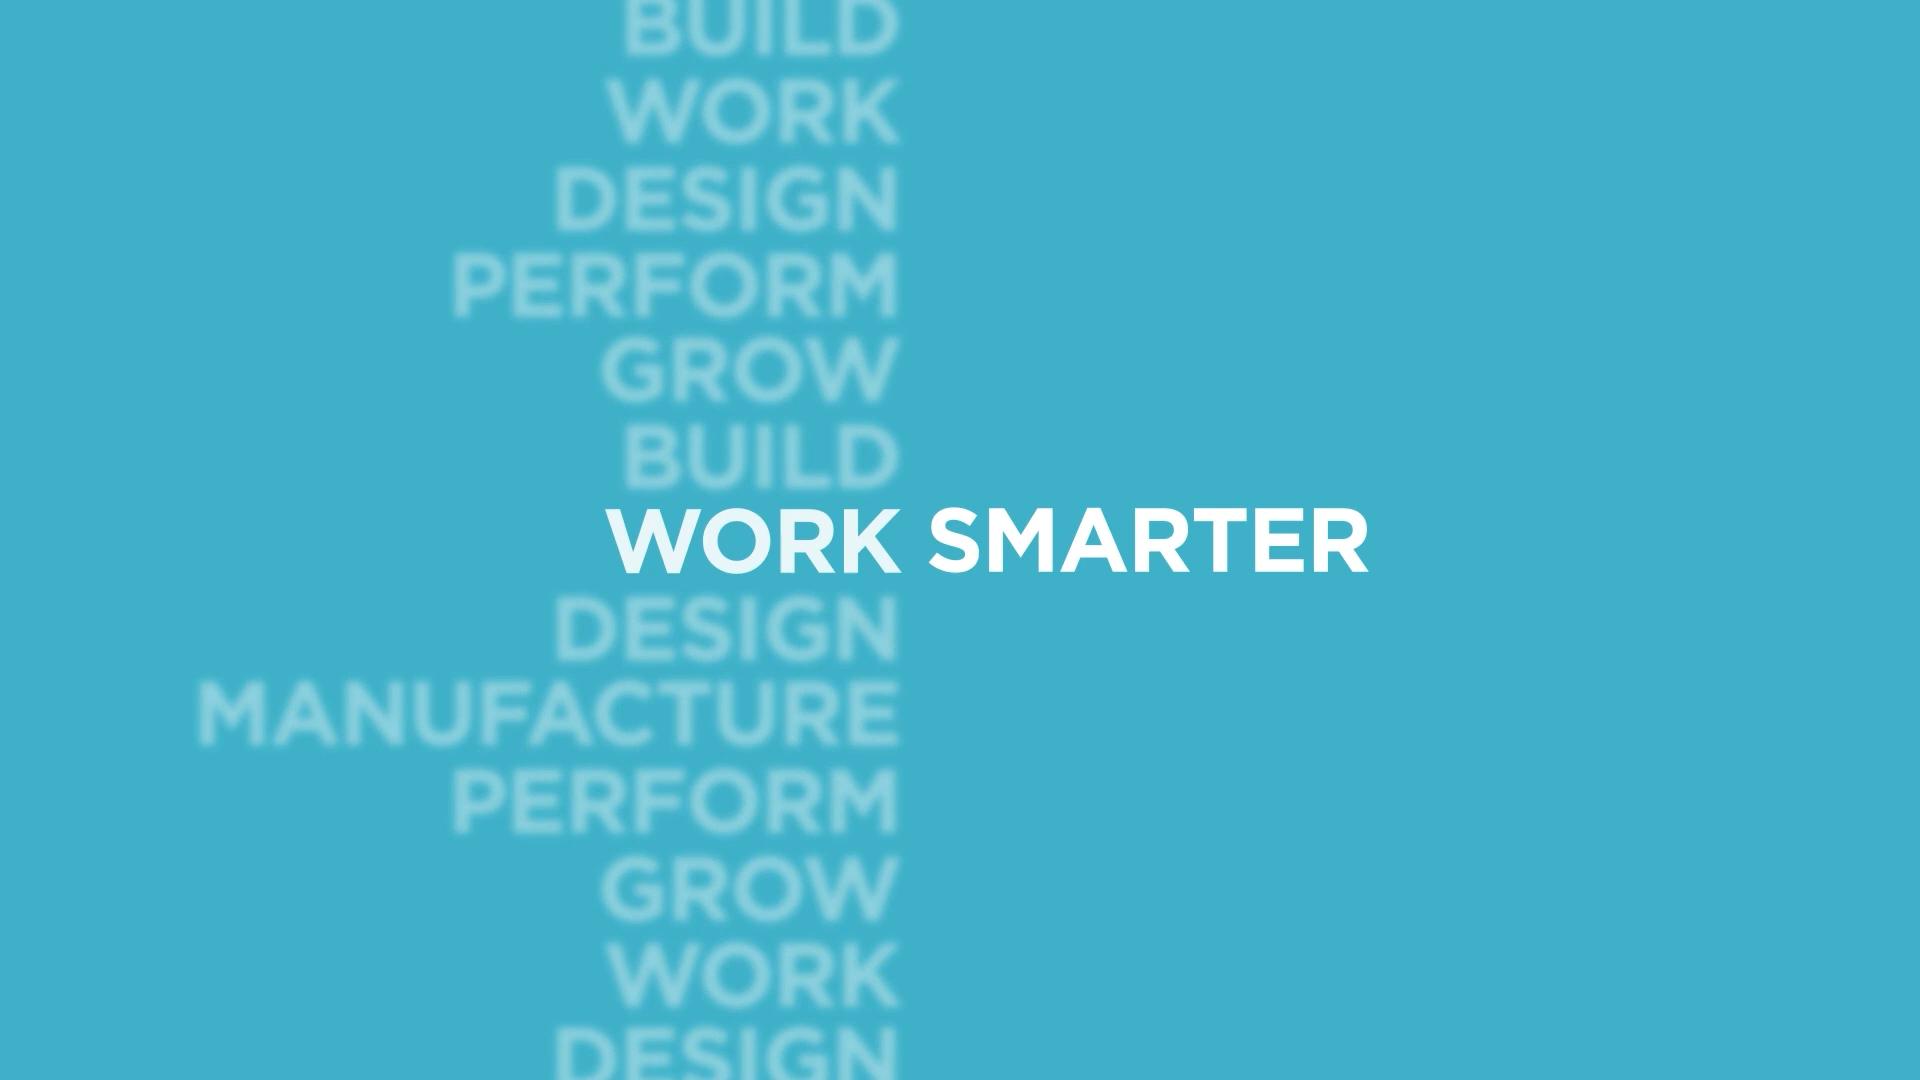 BUILD
WORK
DESIGN
PERFORM
GROW
BUILD
WORK SMARTER
DESIGN
MANUFACTURE
PERFORM
GROW
WORK
DESIGN